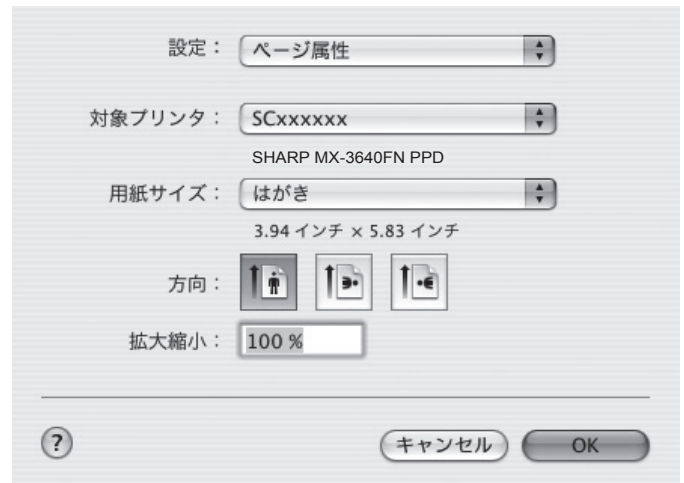 設定： ページ属性
対象プリンタ： SCxxxxxx
SHARP MX-3640FN PPD
用紙サイズ： はがき
3.94 インチ × 5.83 インチ
方向：
拡大縮小： 100 %
? キャンセル OK